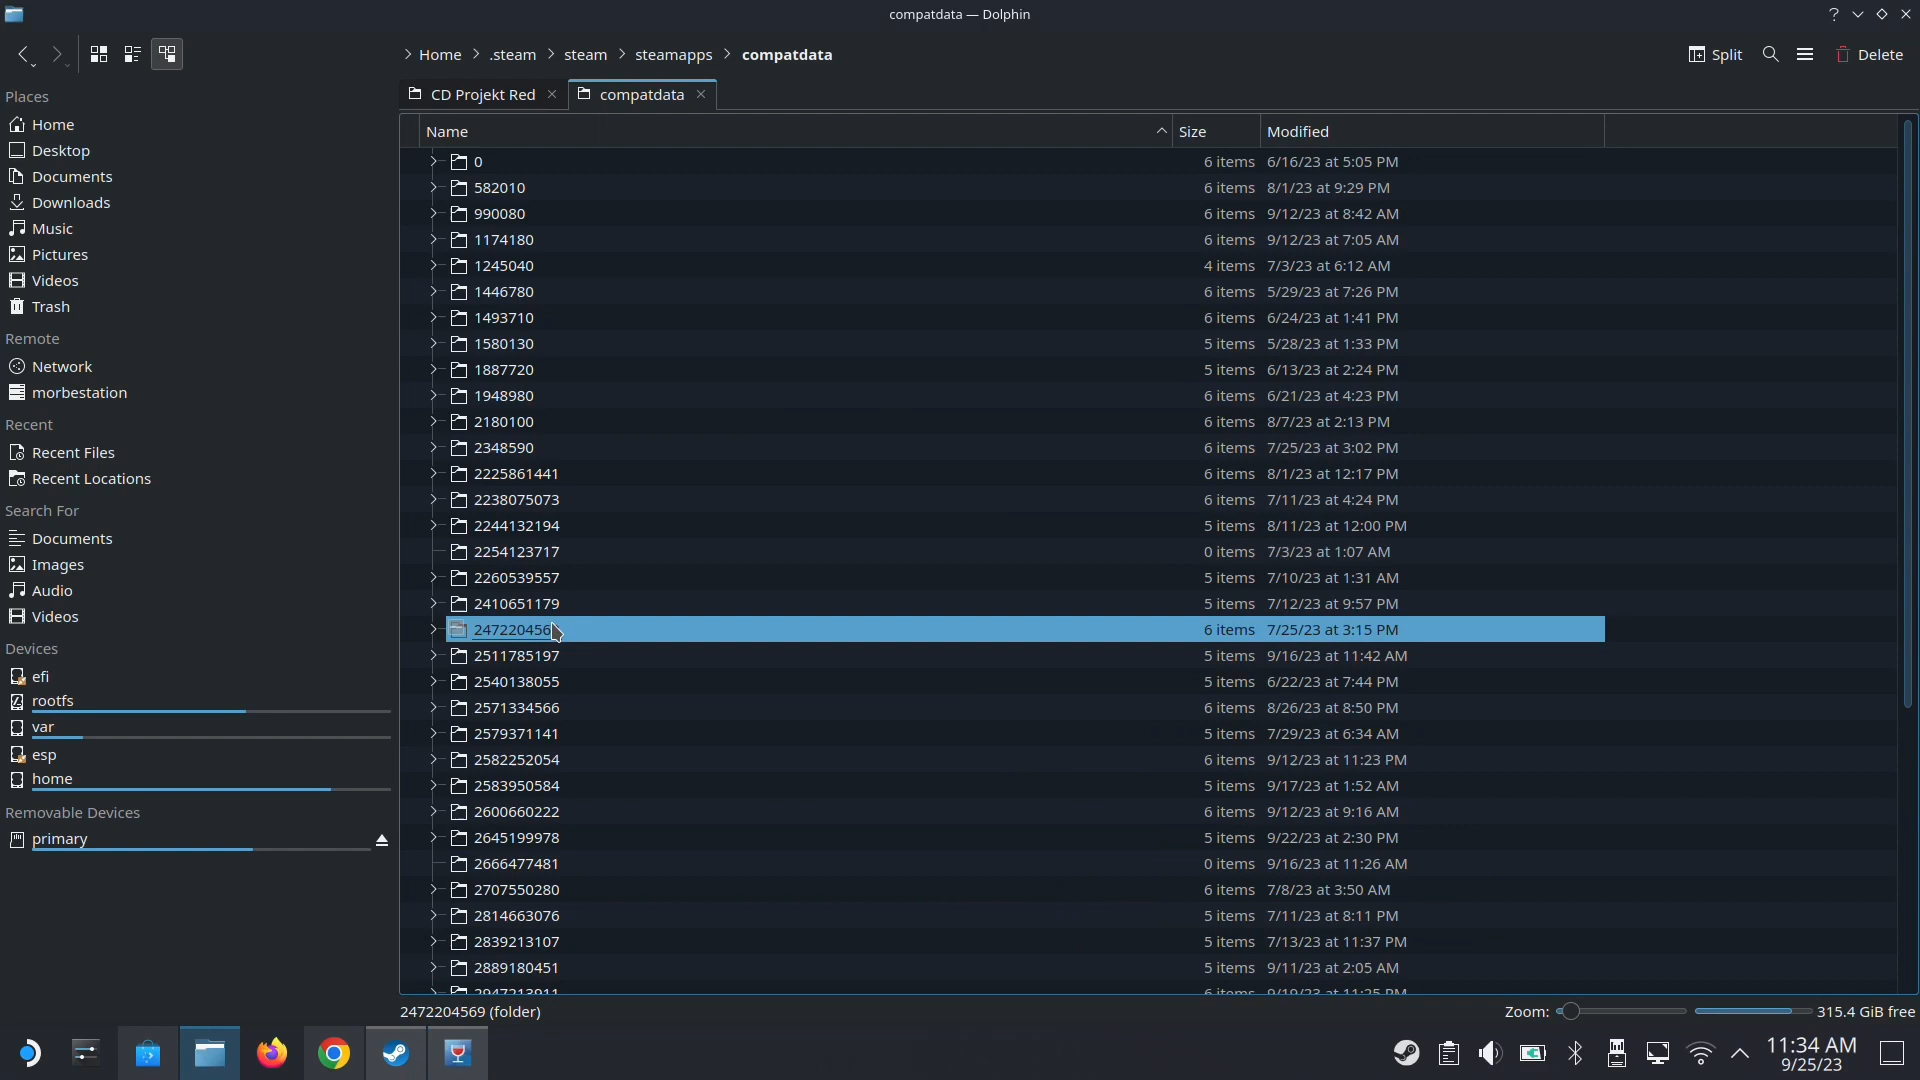 compatdata — Dolphin
Home > .steam > steam > steamapps > compatdata
Split
Delete
CD Projekt Red
compatdata
Places
Home
Desktop
Documents
Downloads
Music
Pictures
Videos
Trash
Remote
Network
morbestation
Recent
Recent Files
Recent Locations
Search For
Documents
Images
Audio
Videos
Devices
efi
rootfs
var
esp
home
Removable Devices
primary
Name Size Modified
0 6 items 6/16/23 at 5:05 PM
582010 6 items 8/1/23 at 9:29 PM
990080 6 items 9/12/23 at 8:42 AM
1174180 6 items 9/12/23 at 7:05 AM
1245040 4 items 7/3/23 at 6:12 AM
1446780 6 items 5/29/23 at 7:26 PM
1493710 6 items 6/24/23 at 1:41 PM
1580130 5 items 5/28/23 at 1:33 PM
1887720 5 items 6/13/23 at 2:24 PM
1948980 6 items 6/21/23 at 4:23 PM
2180100 6 items 8/7/23 at 2:13 PM
2348590 6 items 7/25/23 at 3:02 PM
2225861441 6 items 8/1/23 at 12:17 PM
2238075073 6 items 7/11/23 at 4:24 PM
2244132194 5 items 8/11/23 at 12:00 PM
2254123717 0 items 7/3/23 at 1:07 AM
2260539557 5 items 7/10/23 at 1:31 AM
2410651179 5 items 7/12/23 at 9:57 PM
2472204569 6 items 7/25/23 at 3:15 PM
2511785197 5 items 9/16/23 at 11:42 AM
2540138055 5 items 6/22/23 at 7:44 PM
2571334566 6 items 8/26/23 at 8:50 PM
2579371141 5 items 7/29/23 at 6:34 AM
2582252054 6 items 9/12/23 at 11:23 PM
2583950584 5 items 9/17/23 at 1:52 AM
2600660222 6 items 9/12/23 at 9:16 AM
2645199978 5 items 9/22/23 at 2:30 PM
2666477481 0 items 9/16/23 at 11:26 AM
2707550280 6 items 7/8/23 at 3:50 AM
2814663076 5 items 7/11/23 at 8:11 PM
2839213107 5 items 7/13/23 at 11:37 PM
2889180451 5 items 9/11/23 at 2:05 AM
2472204569 (folder)
Zoom:
315.4 GiB free
11:34 AM
9/25/23